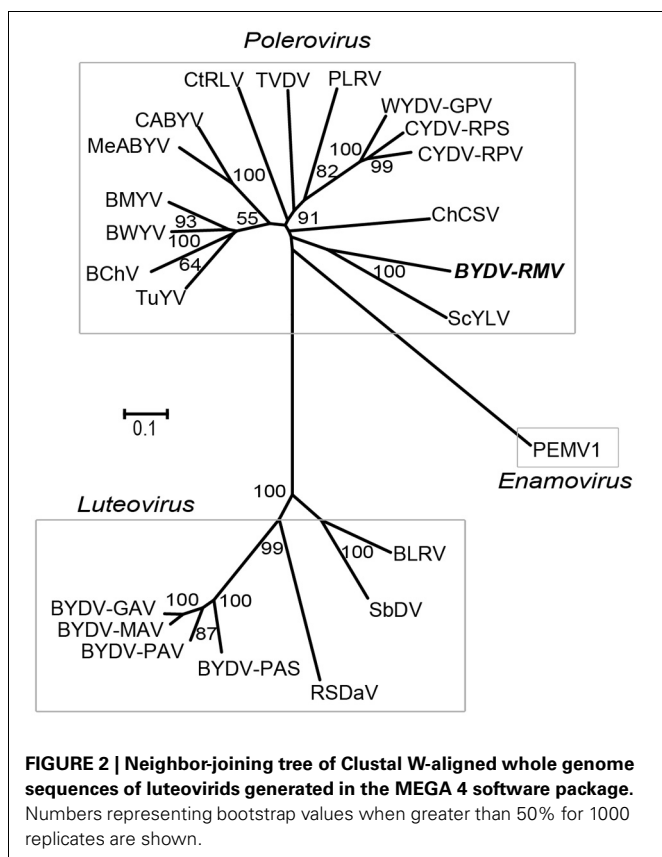 Polerovirus
CtRLV TVDV PLRV
WYDV-GPV
CABYV
CYDV-RPS
MeABYV
100
CYDV-RPV
100
82
99
BMYV
93
55
91
ChCSV
BWYV
100
BChV
64
100
BYDV-RMV
TuYV
ScYLV
0.1
PEMV1
Enamovirus
100
Luteovirus
99
100
BLRV
BYDV-GAV
100
100
SbDV
BYDV-MAV
87
BYDV-PAV
BYDV-PAS
RSDaV
FIGURE 2 | Neighbor-joining tree of Clustal W-aligned whole genome
sequences of luteovirids generated in the MEGA 4 software package.
Numbers representing bootstrap values when greater than 50% for 1000
replicates are shown.